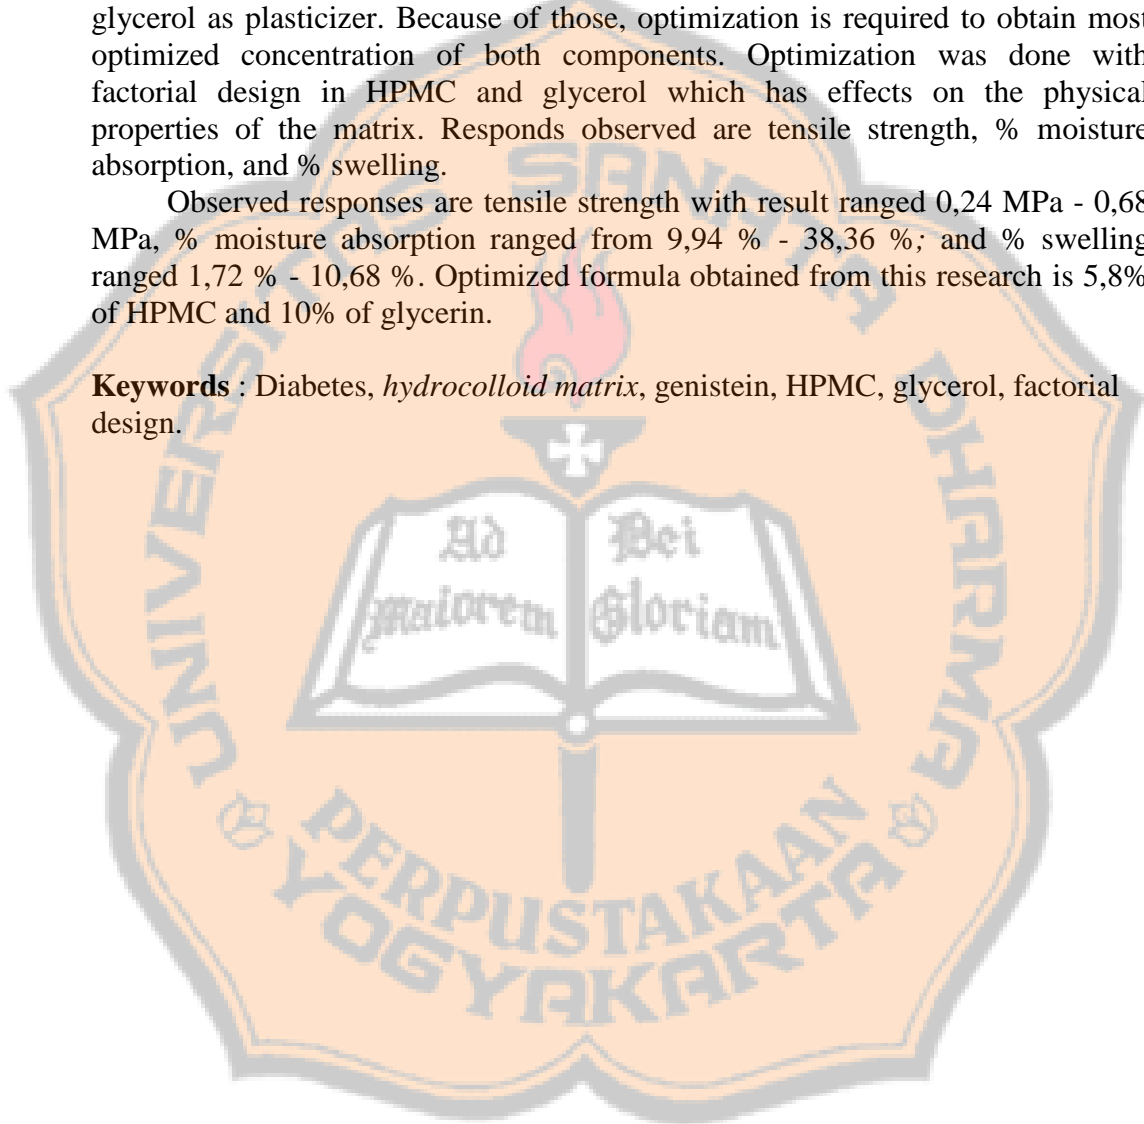 glycerol as plasticizer. Because of those, optimization is required to obtain most
optimized concentration of both components. Optimization was done with
factorial design in HPMC and glycerol which has effects on the physical
properties of the matrix. Responds observed are tensile strength, % moisture
absorption, and % swelling.
Observed responses are tensile strength with result ranged 0,24 MPa - 0,68
MPa, % moisture absorption ranged from 9,94 % - 38,36 %; and % swelling
ranged 1,72 % - 10,68 %. Optimized formula obtained from this research is 5,8%
of HPMC and 10% of glycerin.
Keywords : Diabetes, hydrocolloid matrix, genistein, HPMC, glycerol, factorial
design.
UNIVERSITAS SANATA DHARMA
Ad Dei
maiorem Gloriam
PERPUSTAKAAN
YOGYAKARTA